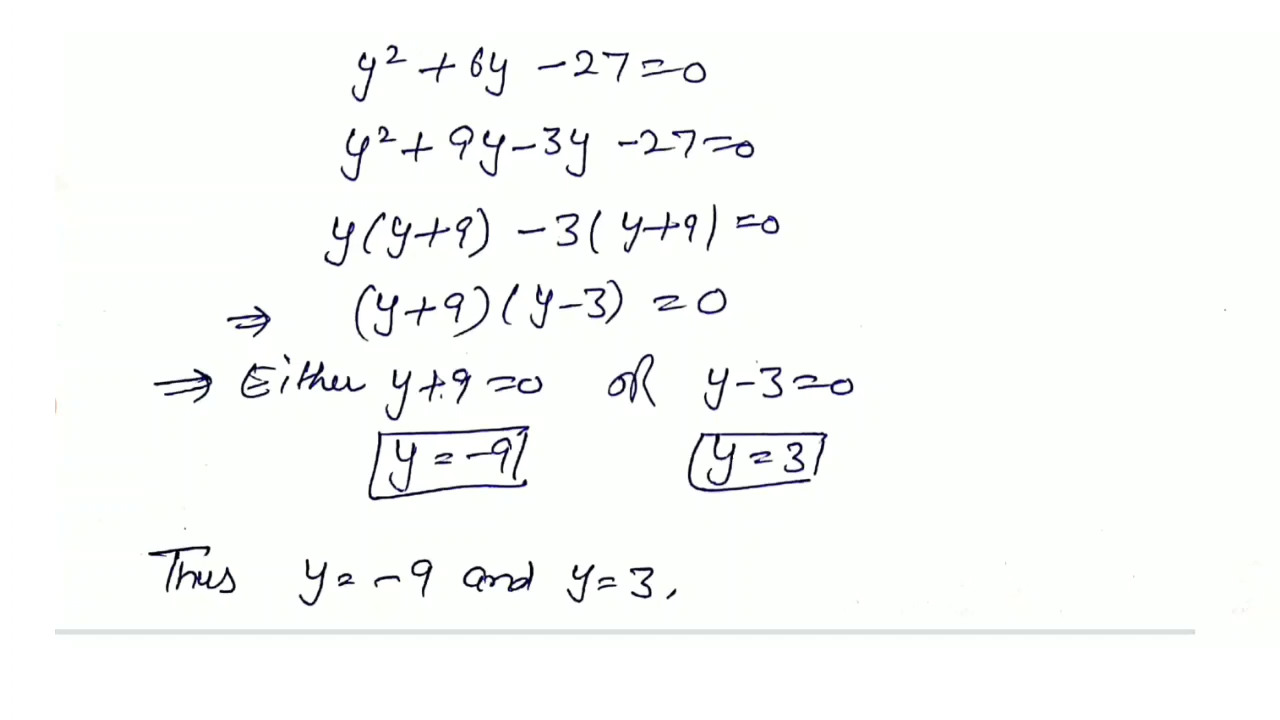 y² + 6y - 27 = 0
y² + 9y - 3y - 27 = 0
y(y+9) - 3(y+9) = 0
⇒ (y+9)(y-3) = 0
⇒ Either y+9 = 0 or y-3 = 0
y = -9 y = 3
Thus y = -9 and y = 3,